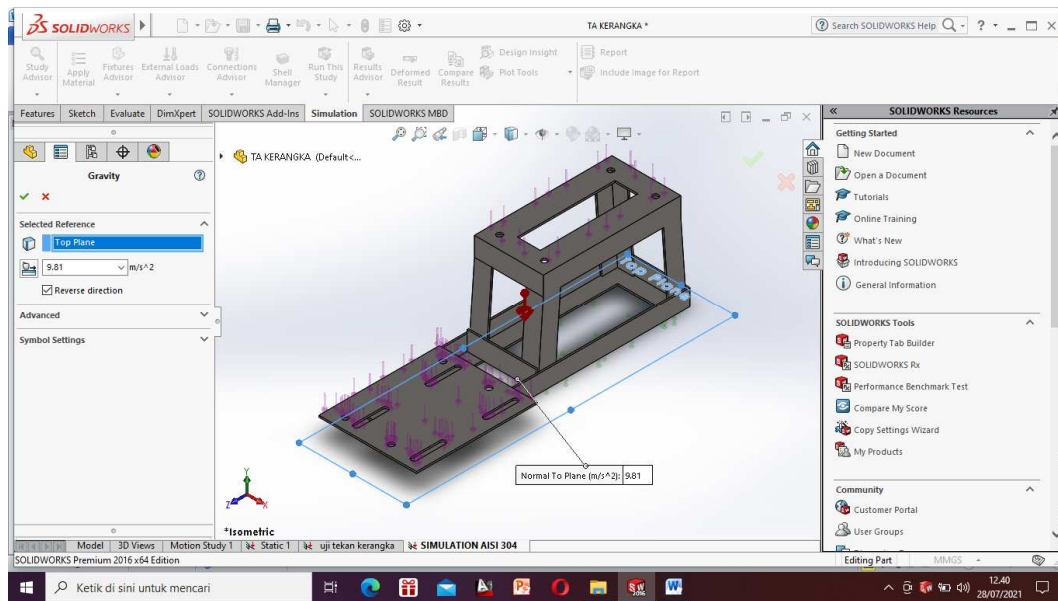 SOLIDWORKS
TA KERANGKA *
Search SOLIDWORKS Help
Study Advisor
Apply Material
Fixtures Advisor
External Loads Advisor
Connections Advisor
Shell Manager
Run This Study
Results Advisor
Deformed Result
Compare Results
Design Insight
Plot Tools
Report
Include Image for Report
Features
Sketch
Evaluate
DimXpert
SOLIDWORKS Add-Ins
Simulation
SOLIDWORKS MBD
TA KERANGKA (Default<...
Gravity
Selected Reference
Top Plane
9.81
m/s^2
Reverse direction
Advanced
Symbol Settings
Top Plane
Normal To Plane (m/s^2): 9.81
Y
Z
X
*Isometric
SOLIDWORKS Resources
Getting Started
New Document
Open a Document
Tutorials
Online Training
What's New
Introducing SOLIDWORKS
General Information
SOLIDWORKS Tools
Property Tab Builder
SOLIDWORKS Rx
Performance Benchmark Test
Compare My Score
Copy Settings Wizard
My Products
Community
Customer Portal
User Groups
Model
3D Views
Motion Study 1
Static 1
uji tekan kerangka
SIMULATION AISI 304
SOLIDWORKS Premium 2016 x64 Edition
Editing Part
MMGS
Ketik di sini untuk mencari
12.40
28/07/2021